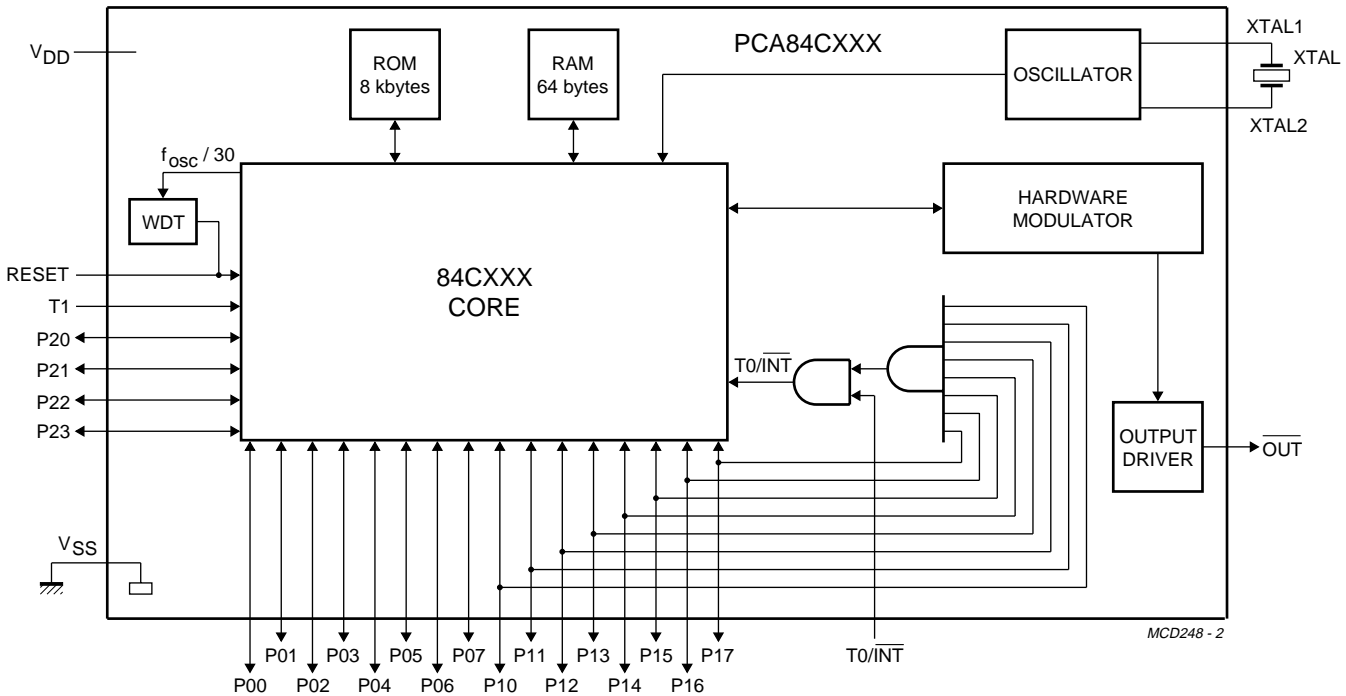 PCA84CXXX
XTAL1
XTAL
XTAL2
VDD
ROM
8 kbytes
RAM
64 bytes
OSCILLATOR
fosc / 30
WDT
HARDWARE
MODULATOR
RESET
T1
P20
P21
P22
P23
84CXXX
CORE
T0/INT
OUTPUT
DRIVER
OUT
VSS
MCD248 - 2
P01
P03
P05
P07
P11
P13
P15
P17
T0/INT
P00
P02
P04
P06
P10
P12
P14
P16